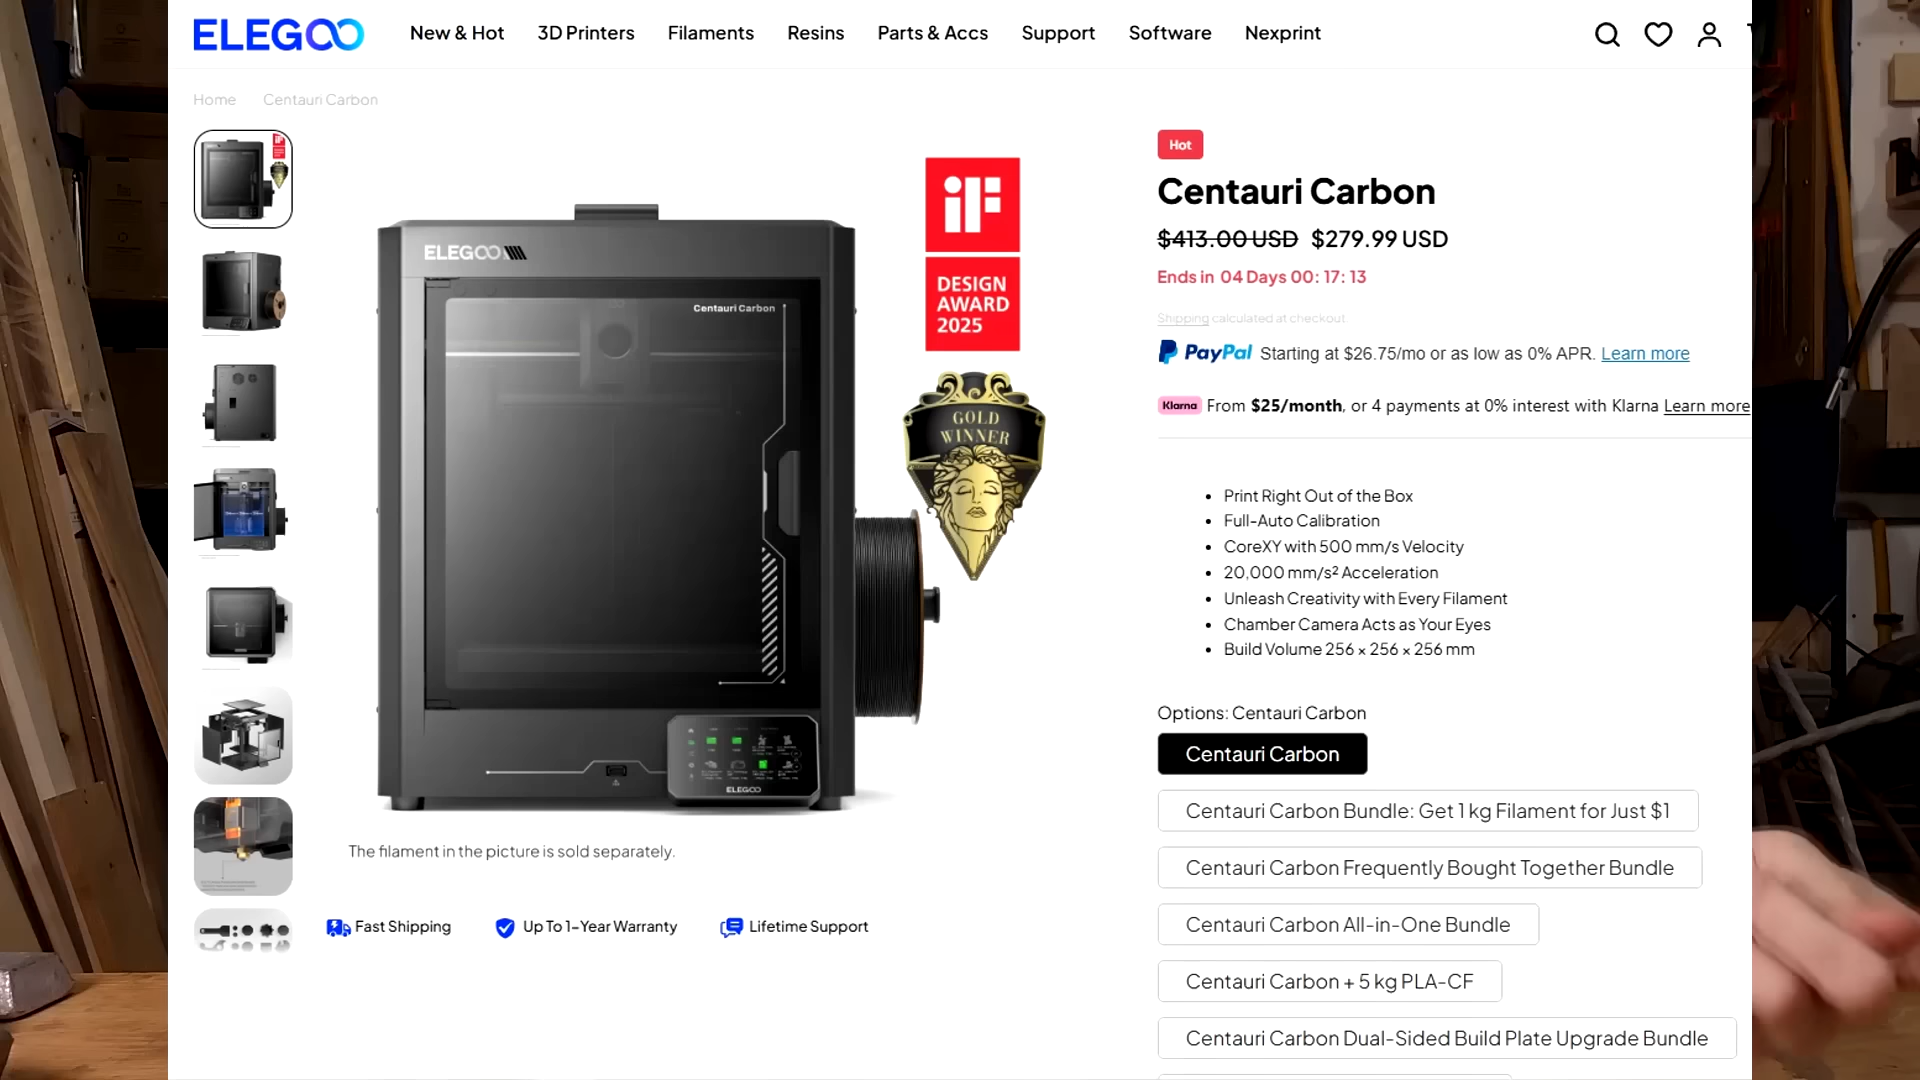 ELEGOO
New & Hot
3D Printers
Filaments
Resins
Parts & Accs
Support
Software
Nexprint
Home
Centauri Carbon
ELEGOO
Centauri Carbon
ELEGOO
iF
DESIGN
AWARD
2025
GOLD
WINNER
The filament in the picture is sold separately.
Fast Shipping
Up To 1-Year Warranty
Lifetime Support
Hot
Centauri Carbon
$413.00 USD $279.99 USD
Ends in 04 Days 00: 17: 13
Shipping calculated at checkout.
PayPal Starting at $26.75/mo or as low as 0% APR. Learn more
Klarna From $25/month, or 4 payments at 0% interest with Klarna Learn more
• Print Right Out of the Box
• Full-Auto Calibration
• CoreXY with 500 mm/s Velocity
• 20,000 mm/s² Acceleration
• Unleash Creativity with Every Filament
• Chamber Camera Acts as Your Eyes
• Build Volume 256 × 256 × 256 mm
Options: Centauri Carbon
Centauri Carbon
Centauri Carbon Bundle: Get 1 kg Filament for Just $1
Centauri Carbon Frequently Bought Together Bundle
Centauri Carbon All-in-One Bundle
Centauri Carbon + 5 kg PLA-CF
Centauri Carbon Dual-Sided Build Plate Upgrade Bundle